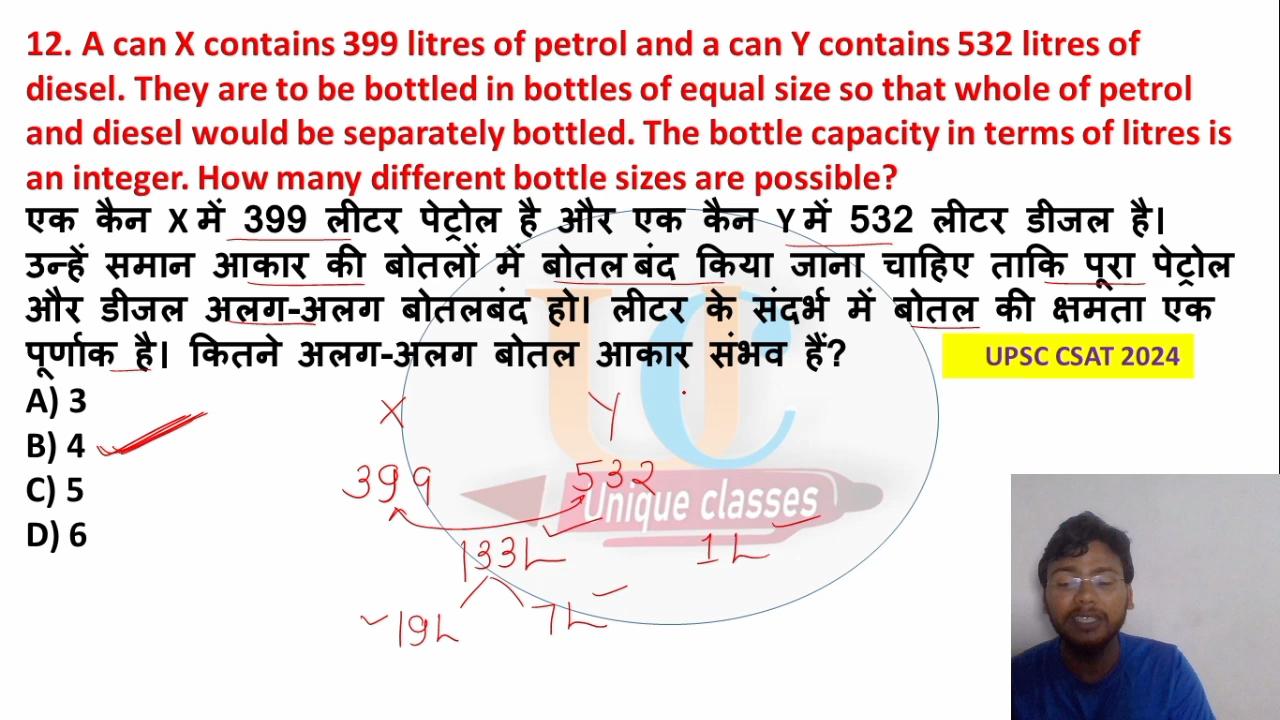 12. A can X contains 399 litres of petrol and a can Y contains 532 litres of
diesel. They are to be bottled in bottles of equal size so that whole of petrol
and diesel would be separately bottled. The bottle capacity in terms of litres is
an integer. How many different bottle sizes are possible?
एक कैन X में 399 लीटर पेट्रोल है और एक कैन Y में 532 लीटर डीजल है।
उन्हें समान आकार की बोतलों में बोतल बंद किया जाना चाहिए ताकि पूरा पेट्रोल
और डीजल अलग-अलग बोतलबंद हो। लीटर के संदर्भ में बोतल की क्षमता एक
पूर्णाक है। कितने अलग-अलग बोतल आकार संभव हैं?
UPSC CSAT 2024
A) 3
B) 4
C) 5
D) 6
X Y
399 532
Unique classes
133L 1L
19L 7L